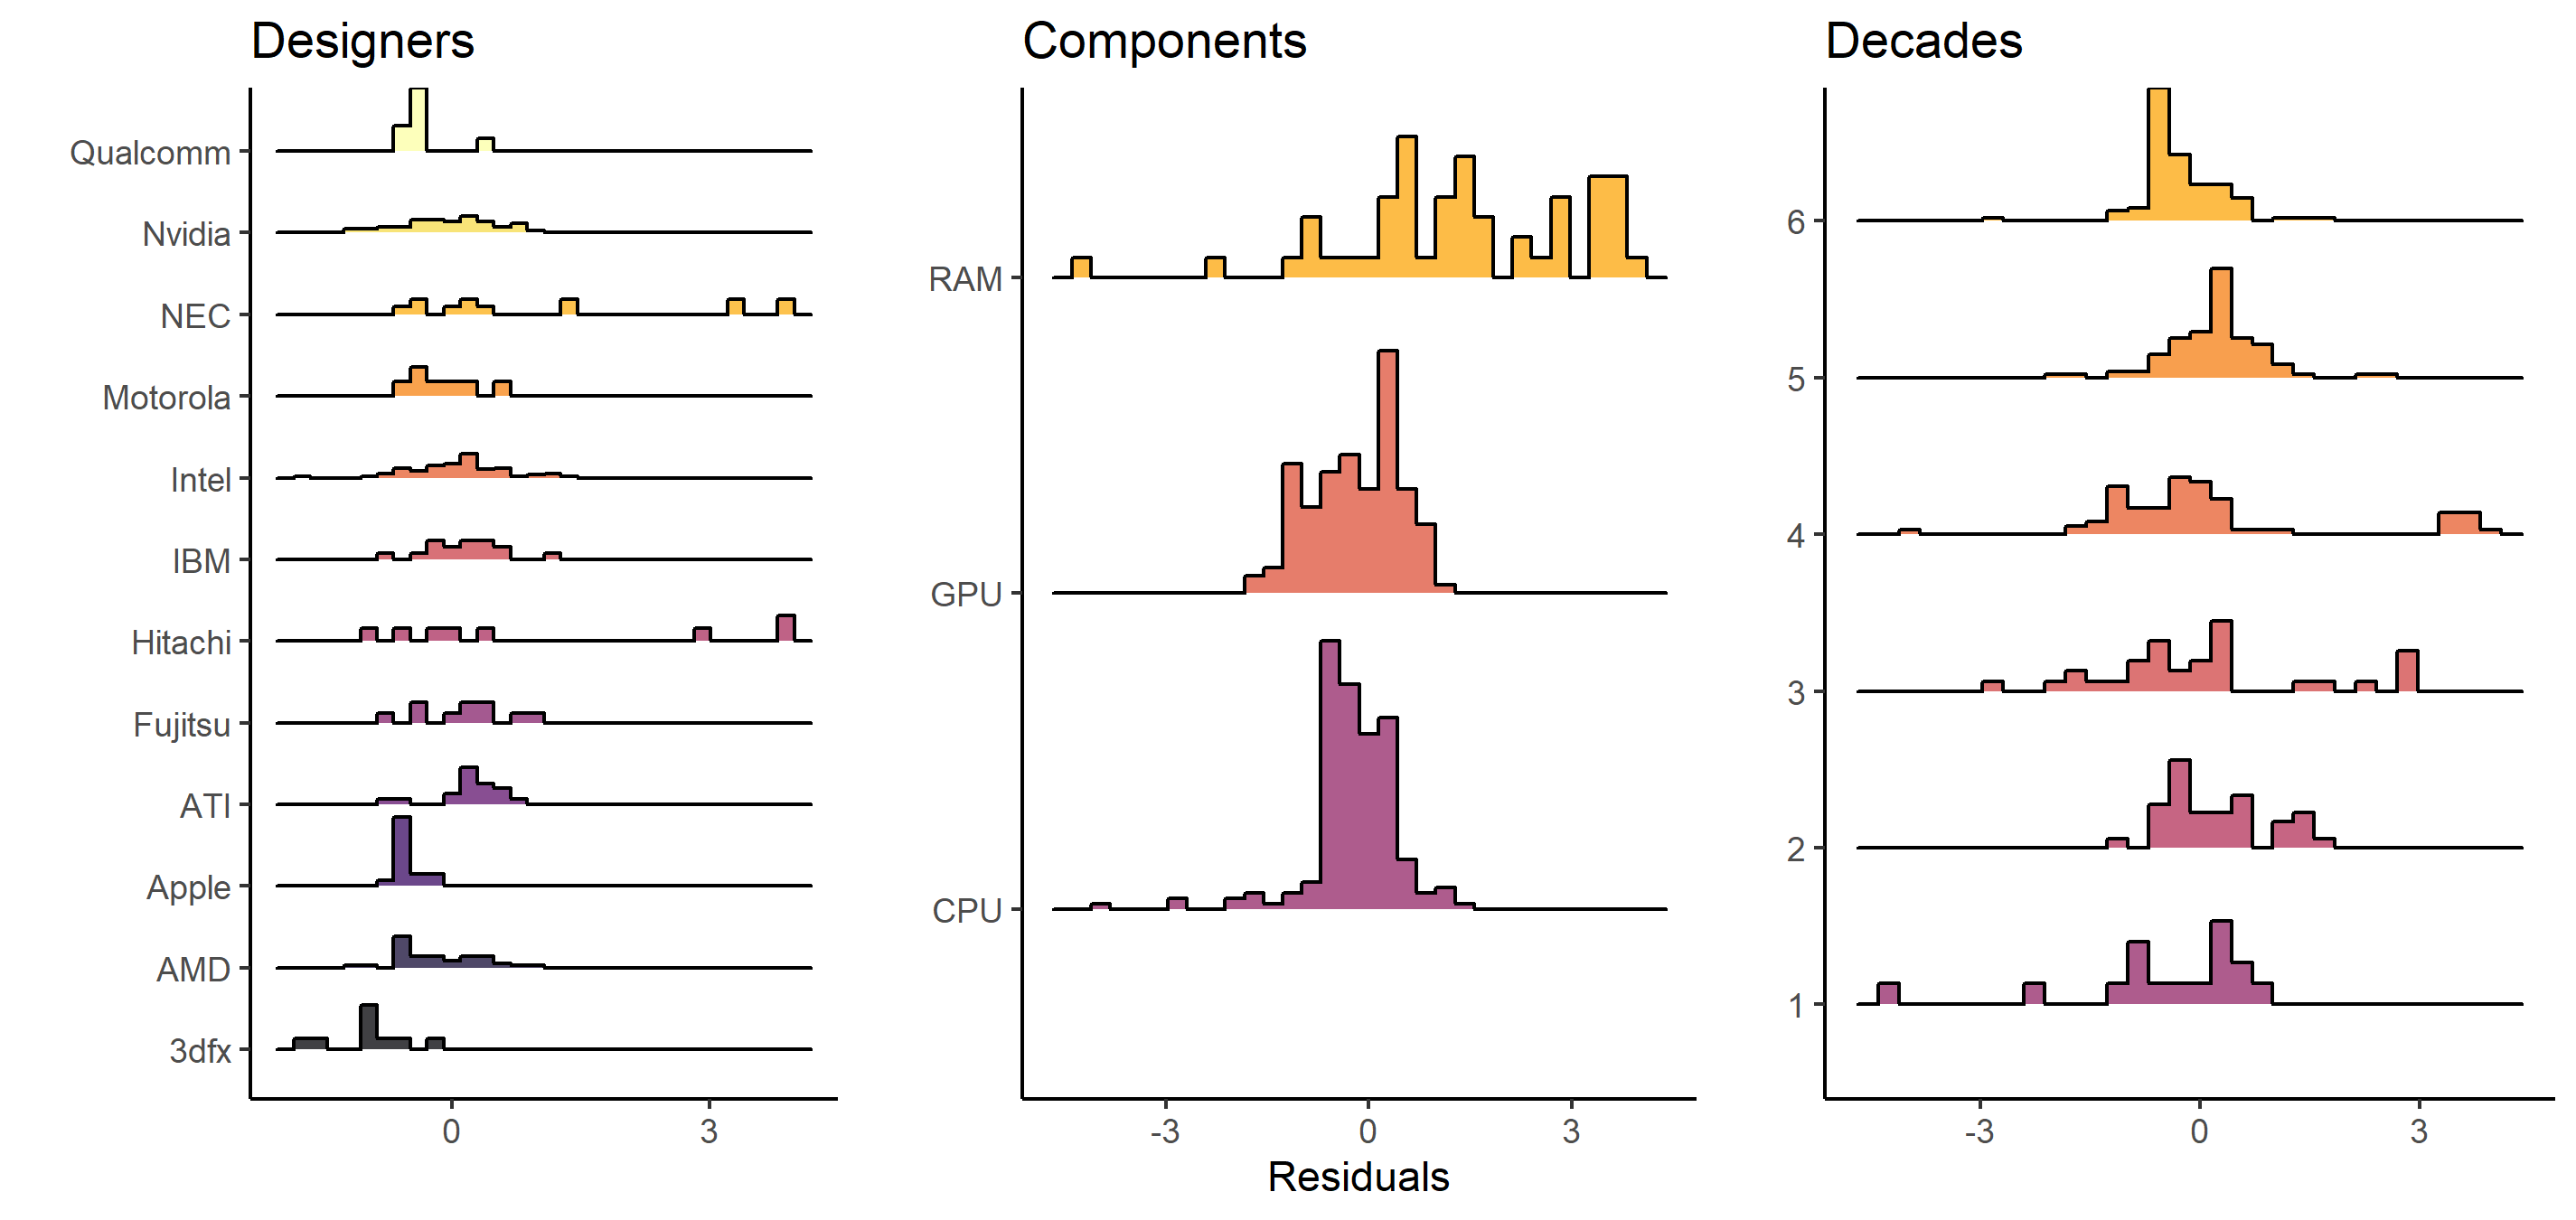 Designers
Qualcomm
Nvidia
NEC
Motorola
Intel
IBM
Hitachi
Fujitsu
ATI
Apple
AMD
3dfx
0 3
Components
RAM
GPU
CPU
-3 0 3
Residuals
Decades
6
5
4
3
2
1
-3 0 3